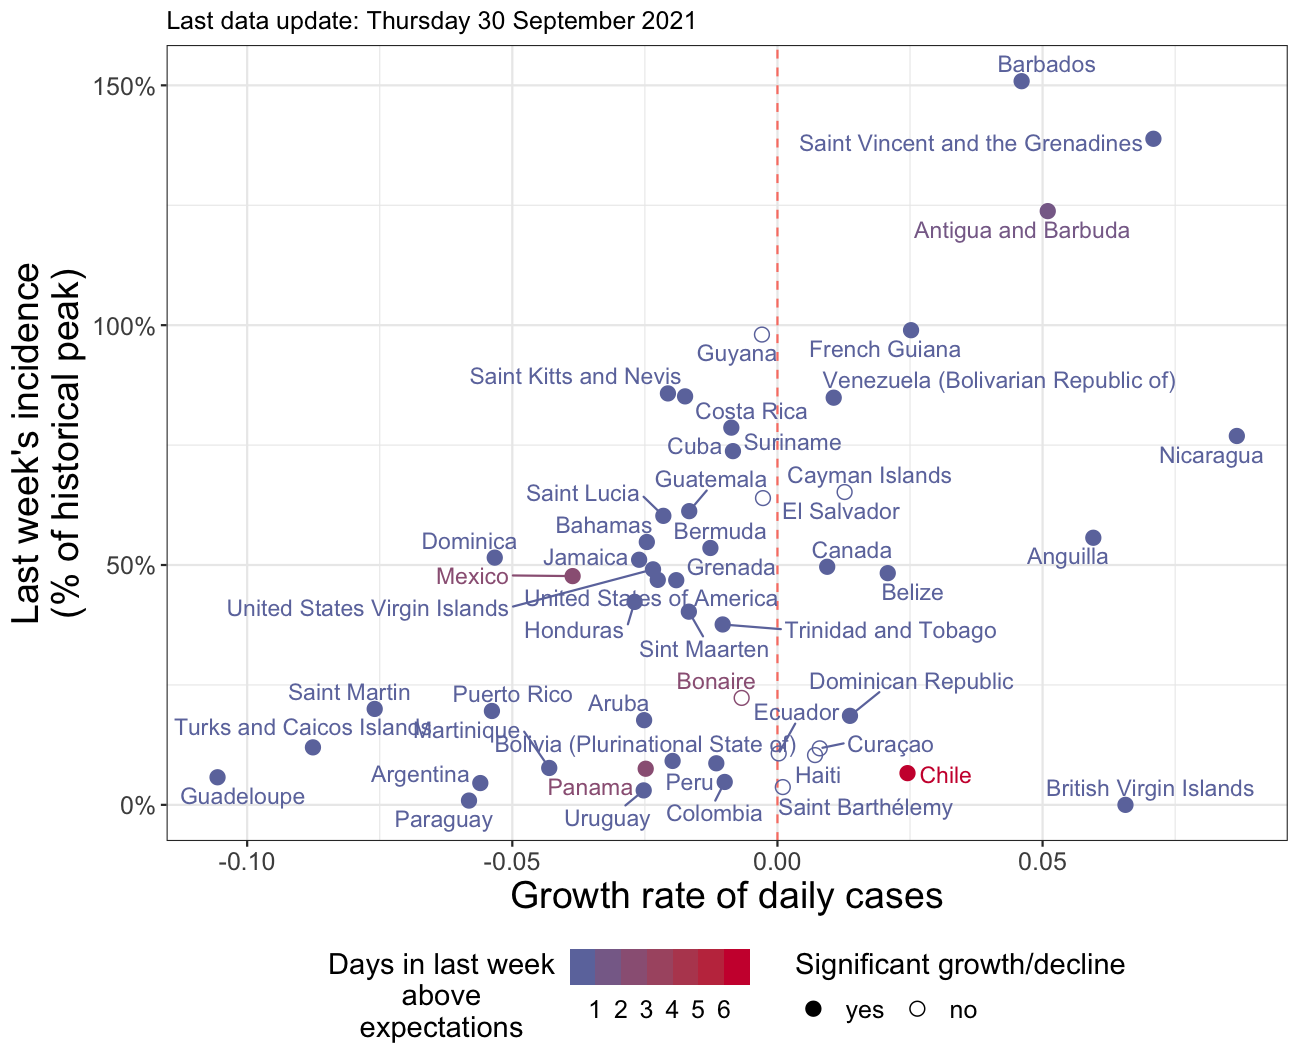 Last data update: Thursday 30 September 2021
Last week's incidence
(% of historical peak)
150%
100%
50%
0%
Barbados
Saint Vincent and the Grenadines
Antigua and Barbuda
Guyana
French Guiana
Saint Kitts and Nevis
Venezuela (Bolivarian Republic of)
Costa Rica
Cuba
Suriname
Nicaragua
Guatemala
Cayman Islands
Saint Lucia
El Salvador
Bahamas
Bermuda
Dominica
Jamaica
Canada
Anguilla
Mexico
Grenada
Belize
United States Virgin Islands
United States of America
Honduras
Trinidad and Tobago
Sint Maarten
Bonaire
Dominican Republic
Saint Martin
Puerto Rico
Aruba
Ecuador
Turks and Caicos Islands
Martinique
Bolivia (Plurinational State of)
Curaçao
Argentina
Panama
Peru
Haiti
Chile
Guadeloupe
British Virgin Islands
Paraguay
Uruguay
Colombia
Saint Barthélemy
-0.10
-0.05
0.00
0.05
Growth rate of daily cases
Days in last week
above
expectations
1 2 3 4 5 6
Significant growth/decline
yes
no